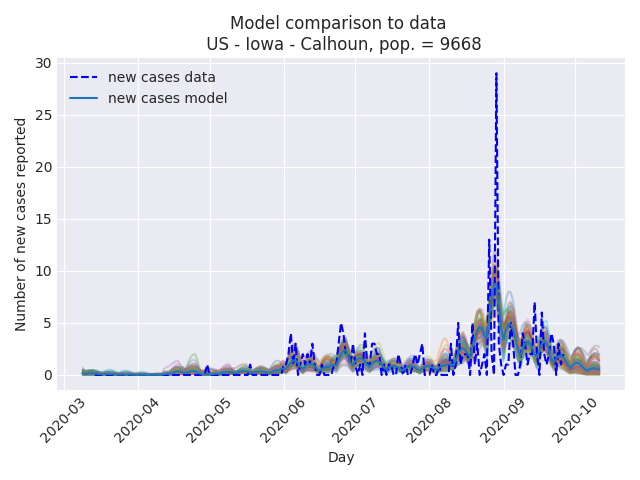 Model comparison to data
US - Iowa - Calhoun, pop. = 9668
30
25
20
15
10
5
0
Number of new cases reported
new cases data
new cases model
2020-03
2020-04
2020-05
2020-06
2020-07
2020-08
2020-09
2020-10
Day